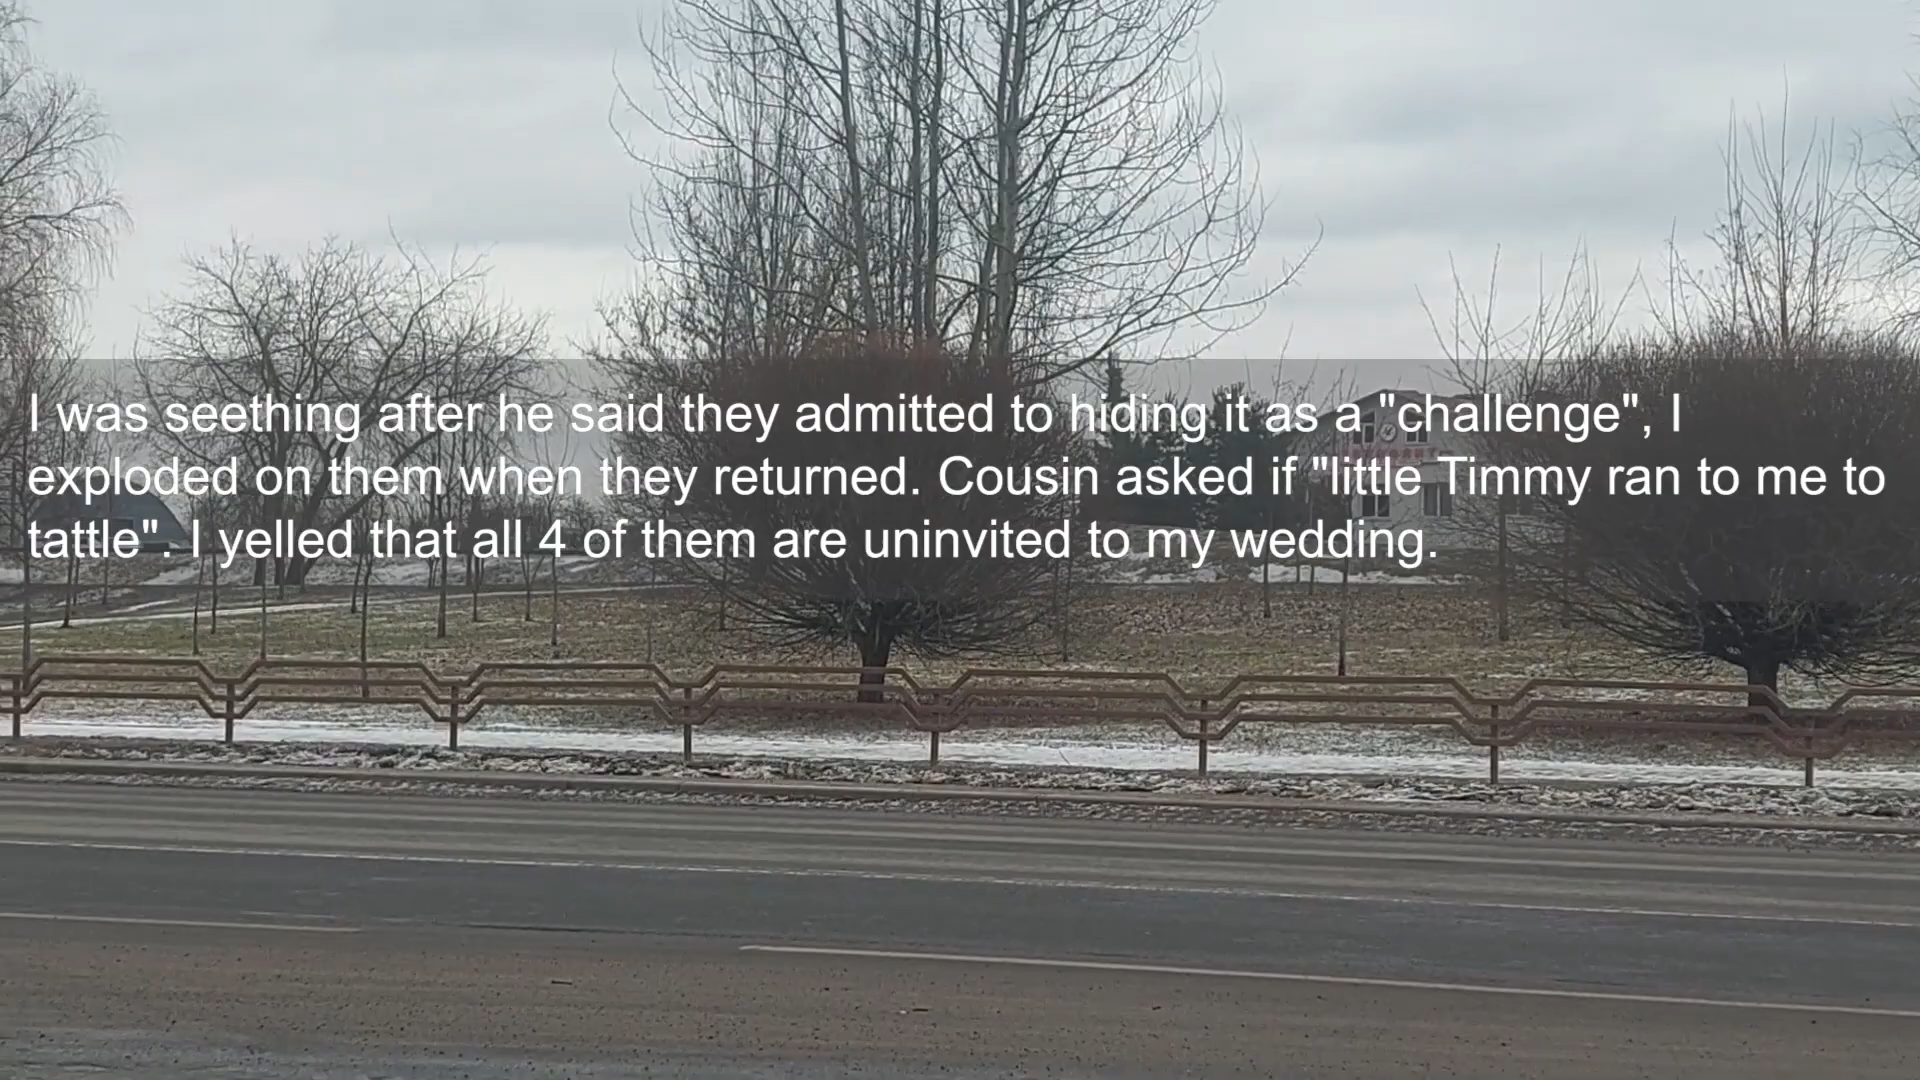 I was seething after he said they admitted to hiding it as a "challenge", I
exploded on them when they returned. Cousin asked if "little Timmy ran to me to
tattle". I yelled that all 4 of them are uninvited to my wedding.